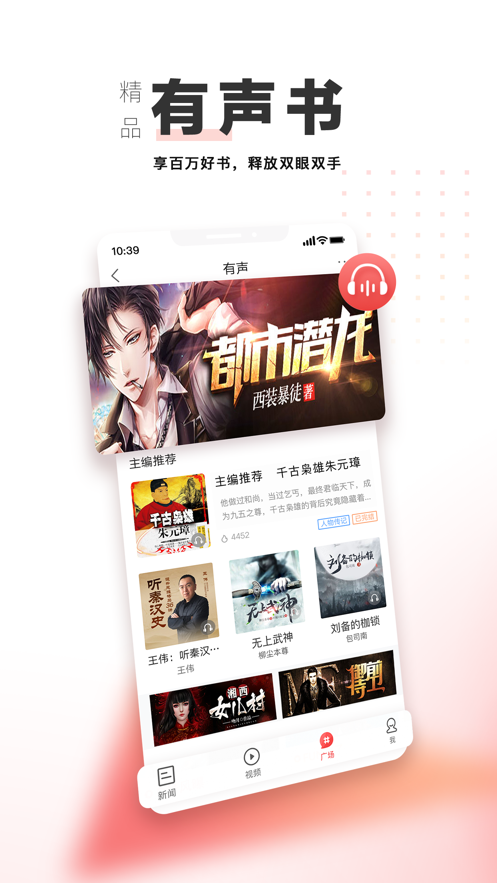 精品
有声书
享百万好书，释放双眼双手
10:39
有声
都市潜龙
西装暴徒 著
主编推荐
千古枭雄
朱元璋
主编推荐 千古枭雄朱元璋
他做过和尚，当过乞丐，最终君临天下，成
为九五之尊，千古枭雄的背后究竟隐藏着...
人物传记
已完结
4452
听秦汉史
王伟：听秦汉…
王伟
无上武神
无上武神
柳尘本尊
刘备的枷锁
刘备的枷锁
包司南
湘西
女儿村
御前
带刀
新闻
视频
广场
我